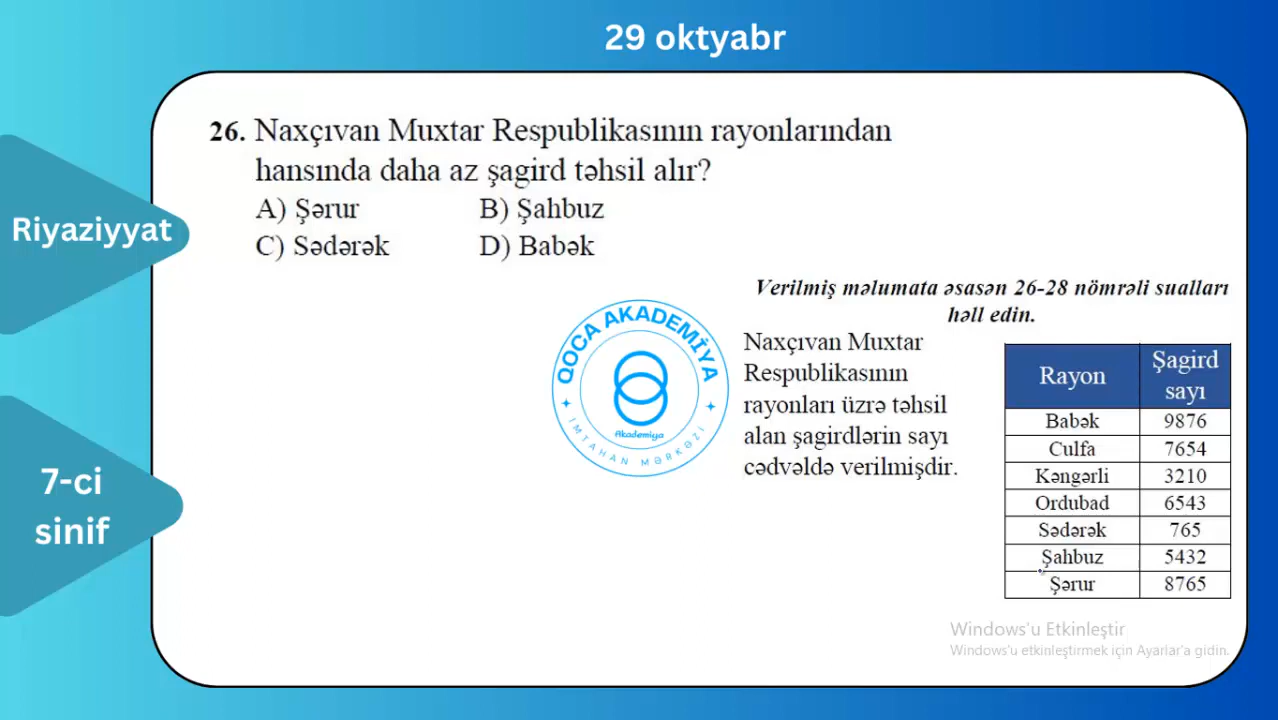 29 oktyabr
26. Naxçıvan Muxtar Respublikasının rayonlarından
hansında daha az şagird təhsil alır?
A) Şərur B) Şahbuz
C) Sədərək D) Babək
Riyaziyyat
7-ci
sinif
QOCA AKADEMİYA
Akademiya
İMTAHAN MƏRKƏZİ
Verilmiş məlumata əsasən 26-28 nömrəli sualları
həll edin.
Naxçıvan Muxtar
Respublikasının
rayonları üzrə təhsil
alan şagirdlərin sayı
cədvəldə verilmişdir.
Rayon Şagird sayı
Babək 9876
Culfa 7654
Kəngərli 3210
Ordubad 6543
Sədərək 765
Şahbuz 5432
Şərur 8765
Windows'u Etkinleştir
Windows'u etkinleştirmek için Ayarlar'a gidin.